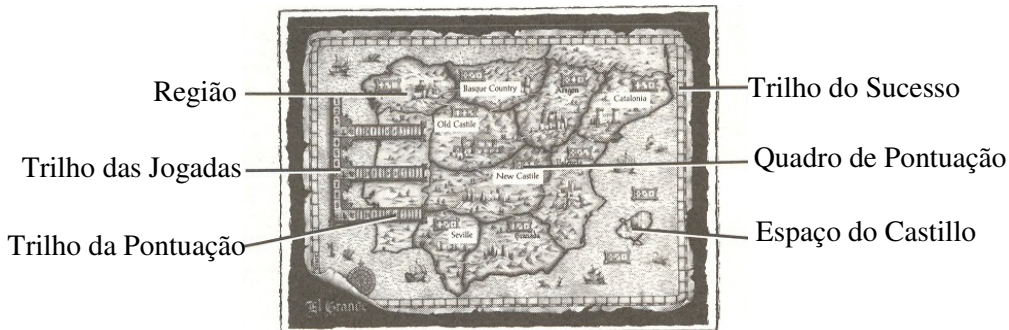 Região
Trilho das Jogadas
Trilho da Pontuação
Basque Country
Aragon
Catalonia
Old Castile
New Castile
Seville
Granada
El Grande
Trilho do Sucesso
Quadro de Pontuação
Espaço do Castillo